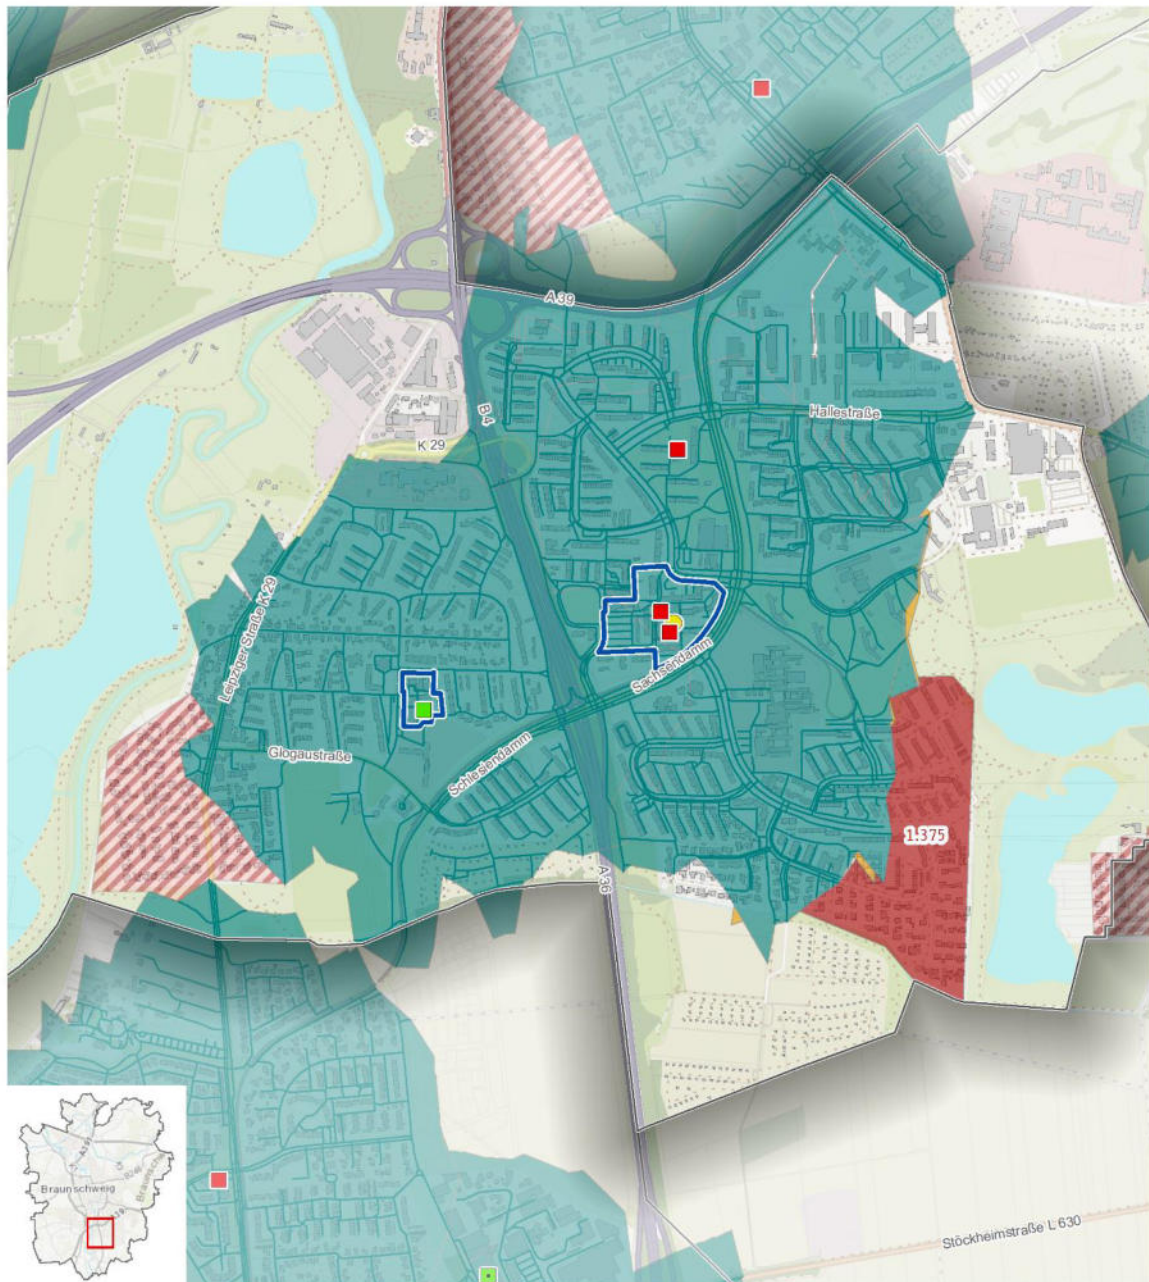 A 39
B 4
Hallestraße
K 29
Leipziger Straße K 29
Sachsendamm
Glogaustraße
Schlesiendamm
1.375
A 36
Braunschweig
Stöckheimstraße L 630